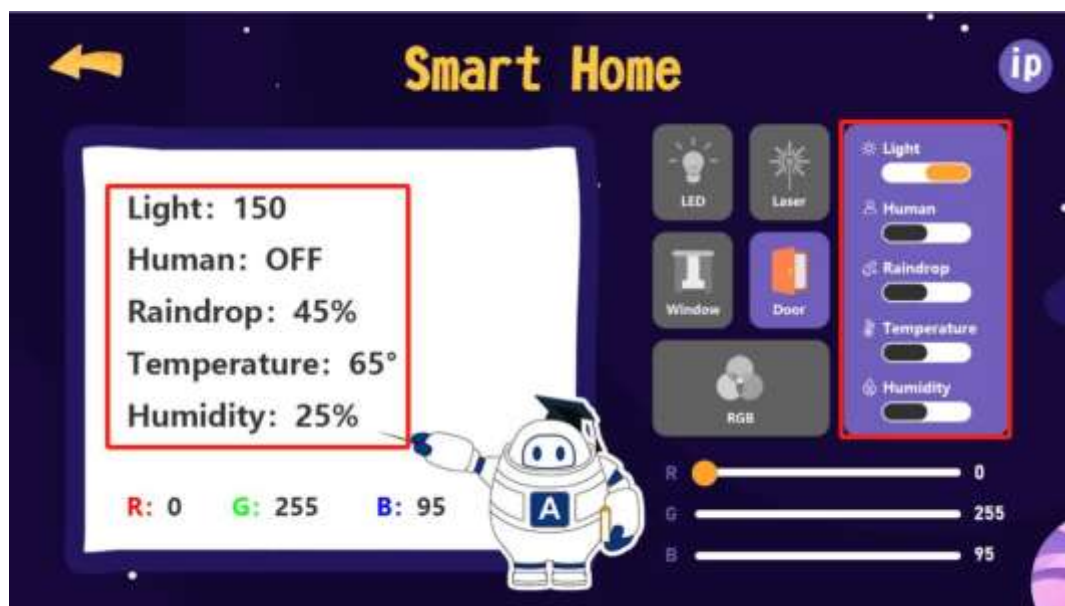 Smart Home
ip
Light: 150
Human: OFF
Raindrop: 45%
Temperature: 65°
Humidity: 25%
R: 0 G: 255 B: 95
A
LED
Laser
Window
Door
RGB
Light
Human
Raindrop
Temperature
Humidity
R 0
G 255
B 95